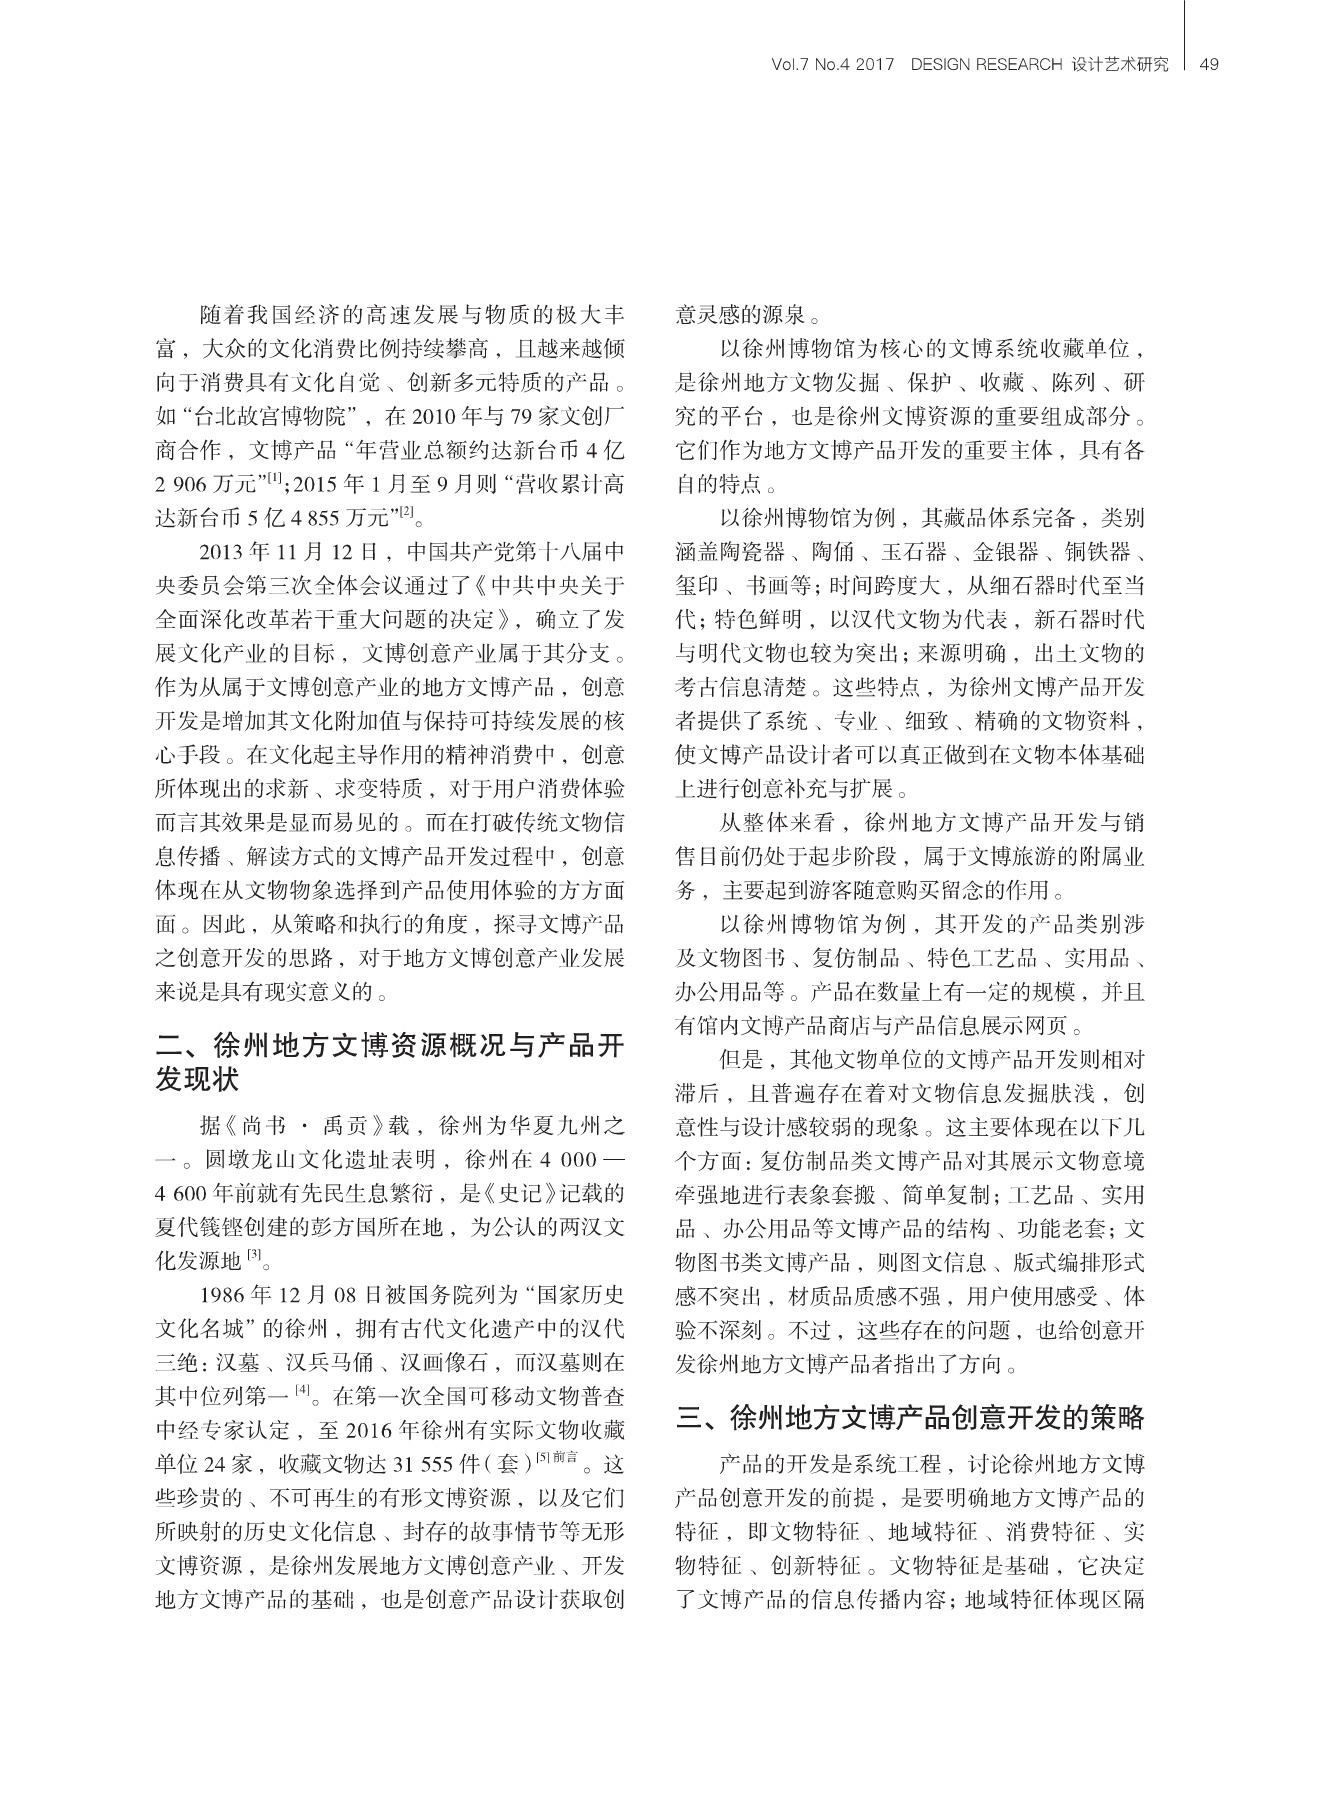 Vol.7 No.4 2017 DESIGN RESEARCH 设计艺术研究 49
随着我国经济的高速发展与物质的极大丰
富，大众的文化消费比例持续攀高，且越来越倾
向于消费具有文化自觉、创新多元特质的产品。
如“台北故宫博物院”，在 2010 年与 79 家文创厂
商合作，文博产品“年营业总额约达新台币 4 亿
2 906 万元”[1]；2015 年 1 月至 9 月则“营收累计高
达新台币 5 亿 4 855 万元”[2]。
2013 年 11 月 12 日，中国共产党第十八届中
央委员会第三次全体会议通过了《中共中央关于
全面深化改革若干重大问题的决定》，确立了发
展文化产业的目标，文博创意产业属于其分支。
作为从属于文博创意产业的地方文博产品，创意
开发是增加其文化附加值与保持可持续发展的核
心手段。在文化起主导作用的精神消费中，创意
所体现出的求新、求变特质，对于用户消费体验
而言其效果是显而易见的。而在打破传统文物信
息传播、解读方式的文博产品开发过程中，创意
体现在从文物物象选择到产品使用体验的方方面
面。因此，从策略和执行的角度，探寻文博产品
之创意开发的思路，对于地方文博创意产业发展
来说是具有现实意义的。
二、徐州地方文博资源概况与产品开
发现状
据《尚书 · 禹贡》载，徐州为华夏九州之
一。圆墩龙山文化遗址表明，徐州在 4 000 —
4 600 年前就有先民生息繁衍，是《史记》记载的
夏代篯铿创建的彭方国所在地，为公认的两汉文
化发源地 [3]。
1986 年 12 月 08 日被国务院列为“国家历史
文化名城”的徐州，拥有古代文化遗产中的汉代
三绝：汉墓、汉兵马俑、汉画像石，而汉墓则在
其中位列第一 [4]。在第一次全国可移动文物普查
中经专家认定，至 2016 年徐州有实际文物收藏
单位 24 家，收藏文物达 31 555 件（套）[5] 前言。这
些珍贵的、不可再生的有形文博资源，以及它们
所映射的历史文化信息、封存的故事情节等无形
文博资源，是徐州发展地方文博创意产业、开发
地方文博产品的基础，也是创意产品设计获取创
意灵感的源泉。
以徐州博物馆为核心的文博系统收藏单位，
是徐州地方文物发掘、保护、收藏、陈列、研
究的平台，也是徐州文博资源的重要组成部分。
它们作为地方文博产品开发的重要主体，具有各
自的特点。
以徐州博物馆为例，其藏品体系完备，类别
涵盖陶瓷器、陶俑、玉石器、金银器、铜铁器、
玺印、书画等；时间跨度大，从细石器时代至当
代；特色鲜明，以汉代文物为代表，新石器时代
与明代文物也较为突出；来源明确，出土文物的
考古信息清楚。这些特点，为徐州文博产品开发
者提供了系统、专业、细致、精确的文物资料，
使文博产品设计者可以真正做到在文物本体基础
上进行创意补充与扩展。
从整体来看，徐州地方文博产品开发与销
售目前仍处于起步阶段，属于文博旅游的附属业
务，主要起到游客随意购买留念的作用。
以徐州博物馆为例，其开发的产品类别涉
及文物图书、复仿制品、特色工艺品、实用品、
办公用品等。产品在数量上有一定的规模，并且
有馆内文博产品商店与产品信息展示网页。
但是，其他文物单位的文博产品开发则相对
滞后，且普遍存在着对文物信息发掘肤浅，创
意性与设计感较弱的现象。这主要体现在以下几
个方面：复仿制品类文博产品对其展示文物意境
牵强地进行表象套搬、简单复制；工艺品、实用
品、办公用品等文博产品的结构、功能老套；文
物图书类文博产品，则图文信息、版式编排形式
感不突出，材质品质感不强，用户使用感受、体
验不深刻。不过，这些存在的问题，也给创意开
发徐州地方文博产品者指出了方向。
三、徐州地方文博产品创意开发的策略
产品的开发是系统工程，讨论徐州地方文博
产品创意开发的前提，是要明确地方文博产品的
特征，即文物特征、地域特征、消费特征、实
物特征、创新特征。文物特征是基础，它决定
了文博产品的信息传播内容；地域特征体现区隔